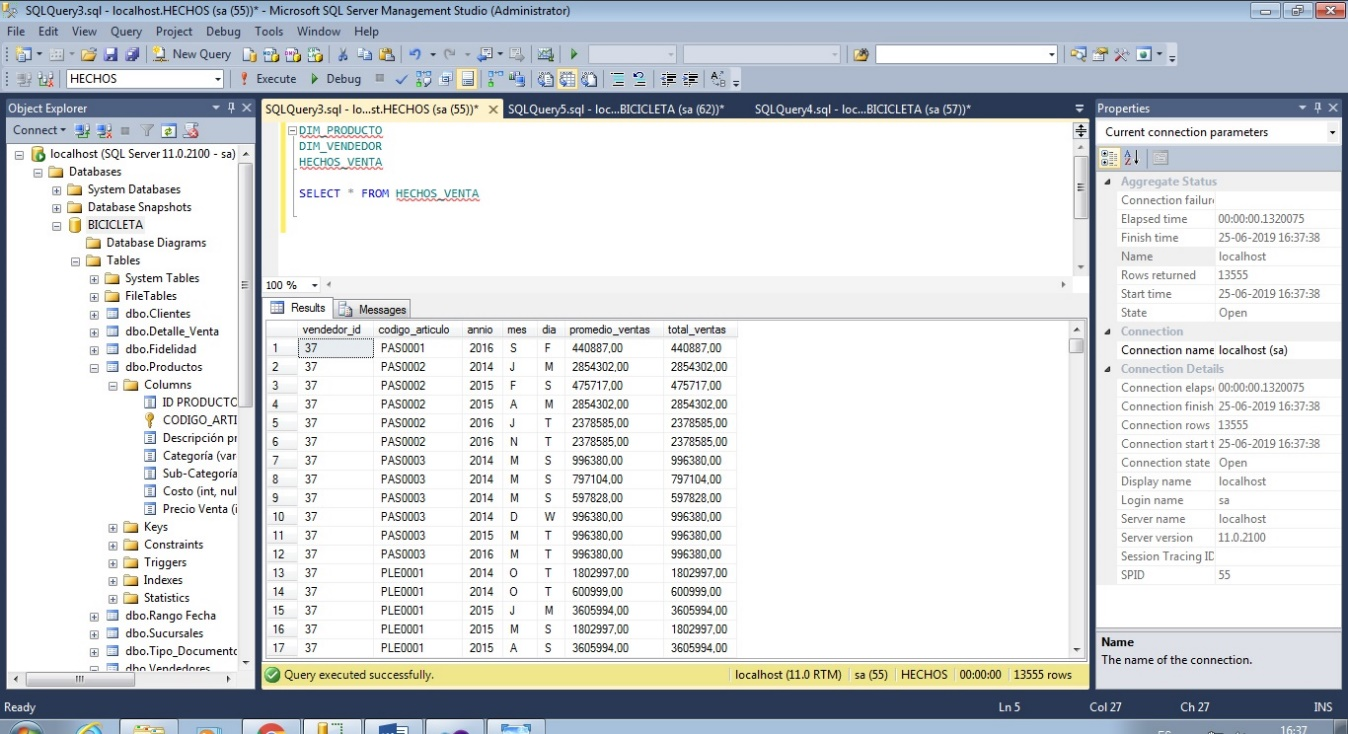 SQLQuery3.sql - localhost.HECHOS (sa (55))* - Microsoft SQL Server Management Studio (Administrator)
File Edit View Query Project Debug Tools Window Help
New Query
HECHOS Execute Debug
Object Explorer
Connect
localhost (SQL Server 11.0.2100 - sa)
Databases
System Databases
Database Snapshots
BICICLETA
Database Diagrams
Tables
System Tables
FileTables
dbo.Clientes
dbo.Detalle_Venta
dbo.Fidelidad
dbo.Productos
Columns
ID PRODUCTO
CODIGO_ARTI
Descripción pr
Categoría (var
Sub-Categoría
Costo (int, nul
Precio Venta (i
Keys
Constraints
Triggers
Indexes
Statistics
dbo.Rango Fecha
dbo.Sucursales
dbo.Tipo_Documento
dbo.Vendedores
SQLQuery3.sql - lo...st.HECHOS (sa (55))* SQLQuery5.sql - loc...BICICLETA (sa (62))* SQLQuery4.sql - loc...BICICLETA (sa (57))*
DIM_PRODUCTO
DIM_VENDEDOR
HECHOS_VENTA
SELECT * FROM HECHOS_VENTA
100 %
Results Messages
vendedor_id codigo_articulo annio mes dia promedio_ventas total_ventas
1 37 PAS0001 2016 S F 440887,00 440887,00
2 37 PAS0002 2014 J M 2854302,00 2854302,00
3 37 PAS0002 2015 F S 475717,00 475717,00
4 37 PAS0002 2015 A M 2854302,00 2854302,00
5 37 PAS0002 2016 J T 2378585,00 2378585,00
6 37 PAS0002 2016 N T 2378585,00 2378585,00
7 37 PAS0003 2014 M S 996380,00 996380,00
8 37 PAS0003 2014 M S 797104,00 797104,00
9 37 PAS0003 2014 M S 597828,00 597828,00
10 37 PAS0003 2014 D W 996380,00 996380,00
11 37 PAS0003 2015 M T 996380,00 996380,00
12 37 PAS0003 2016 M T 996380,00 996380,00
13 37 PLE0001 2014 O T 1802997,00 1802997,00
14 37 PLE0001 2014 O T 600999,00 600999,00
15 37 PLE0001 2015 J M 3605994,00 3605994,00
16 37 PLE0001 2015 M S 1802997,00 1802997,00
17 37 PLE0001 2015 A S 3605994,00 3605994,00
Query executed successfully. localhost (11.0 RTM) sa (55) HECHOS 00:00:00 13555 rows
Properties
Current connection parameters
Aggregate Status
Connection failure
Elapsed time 00:00:00.1320075
Finish time 25-06-2019 16:37:38
Name localhost
Rows returned 13555
Start time 25-06-2019 16:37:38
State Open
Connection
Connection name localhost (sa)
Connection Details
Connection elaps 00:00:00.1320075
Connection finish 25-06-2019 16:37:38
Connection rows 13555
Connection start t 25-06-2019 16:37:38
Connection state Open
Display name localhost
Login name sa
Server name localhost
Server version 11.0.2100
Session Tracing ID
SPID 55
Name
The name of the connection.
Ready Ln 5 Col 27 Ch 27 INS
16:37